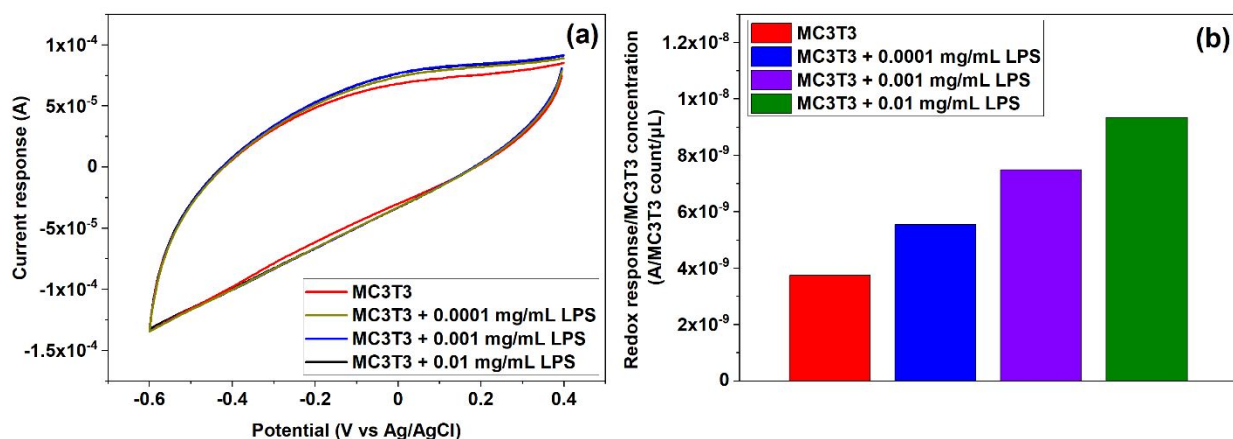 (a)
1x10⁻⁴
5x10⁻⁵
0
-5x10⁻⁵
-1x10⁻⁴
-1.5x10⁻⁴
Current response (A)
MC3T3
MC3T3 + 0.0001 mg/mL LPS
MC3T3 + 0.001 mg/mL LPS
MC3T3 + 0.01 mg/mL LPS
-0.6 -0.4 -0.2 0 0.2 0.4
Potential (V vs Ag/AgCl)
(b)
MC3T3
MC3T3 + 0.0001 mg/mL LPS
MC3T3 + 0.001 mg/mL LPS
MC3T3 + 0.01 mg/mL LPS
1.2x10⁻⁸
1x10⁻⁸
8x10⁻⁹
6x10⁻⁹
4x10⁻⁹
2x10⁻⁹
0
Redox response/MC3T3 concentration
(A/MC3T3 count/µL)